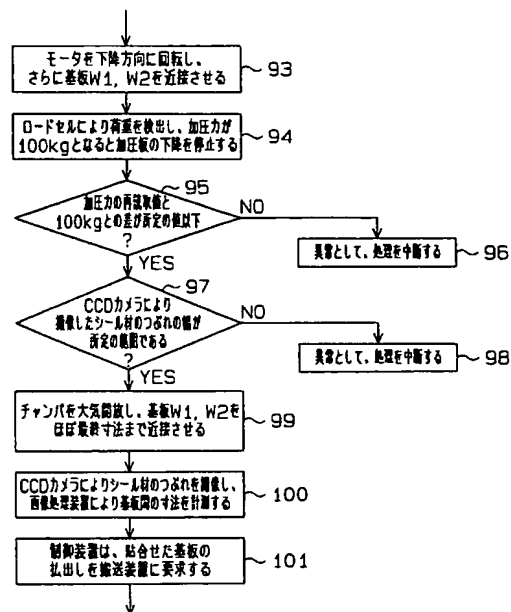 モータを下降方向に回転し、
さらに基板W1, W2を近接させる
93
ロードセルにより荷重を検出し、加圧力が
100kgとなると加圧板の下降を停止する
94
95
加圧力の再読取値と
100kgとの差が所定の値以下
?
NO
YES
異常として、処理を中断する
96
97
CCDカメラにより
撮像したシール材のつぶれの幅が
所定の範囲である
?
NO
YES
異常として、処理を中断する
98
チャンバを大気開放し、基板W1, W2を
ほぼ最終寸法まで近接させる
99
CCDカメラによりシール材のつぶれを撮像し、
画像処理装置により基板間の寸法を計測する
100
制御装置は、貼合せた基板の
払出しを搬送装置に要求する
101